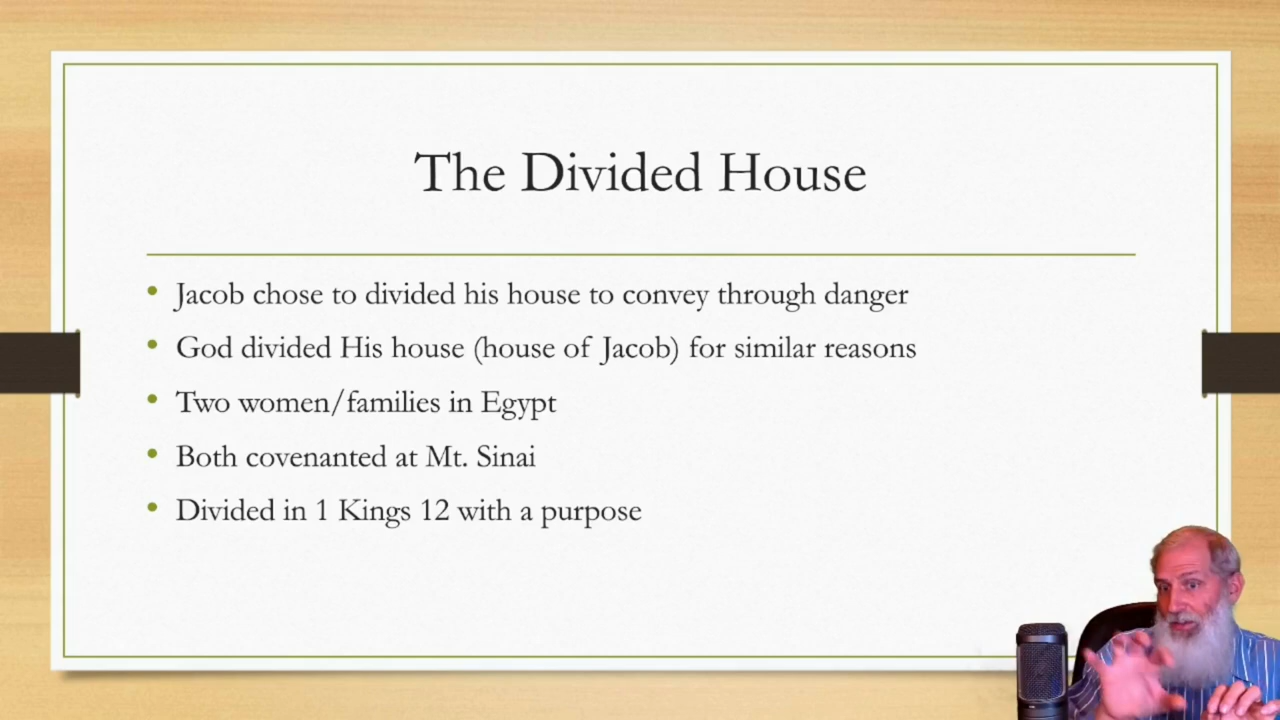 The Divided House
• Jacob chose to divided his house to convey through danger
• God divided His house (house of Jacob) for similar reasons
• Two women/families in Egypt
• Both covenanted at Mt. Sinai
• Divided in 1 Kings 12 with a purpose